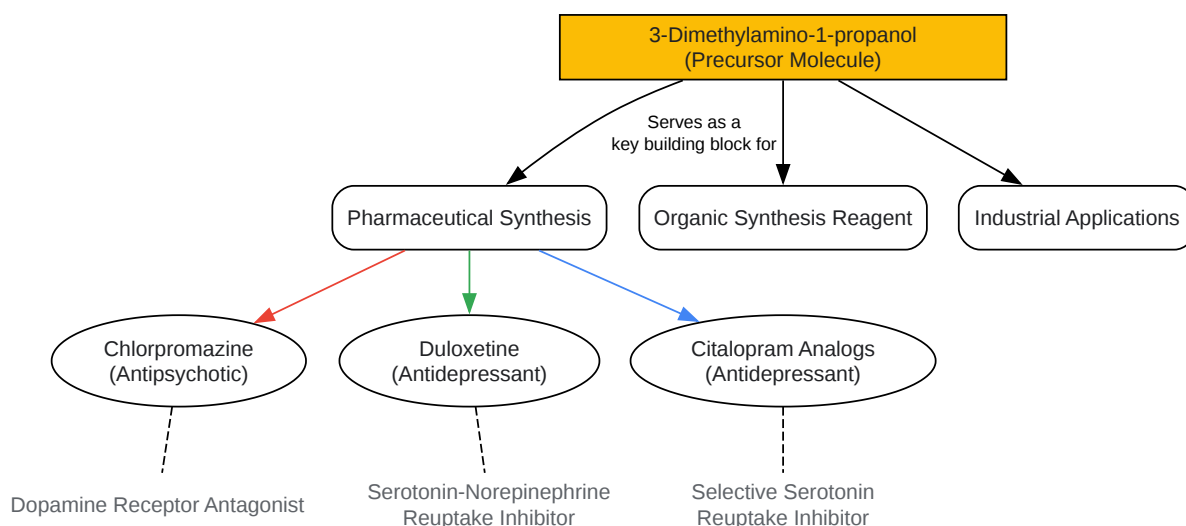 3-Dimethylamino-1-propanol
(Precursor Molecule)
Serves as a
key building block for
Pharmaceutical Synthesis
Organic Synthesis Reagent
Industrial Applications
Chlorpromazine
(Antipsychotic)
Duloxetine
(Antidepressant)
Citalopram Analogs
(Antidepressant)
Dopamine Receptor Antagonist
Serotonin-Norepinephrine
Reuptake Inhibitor
Selective Serotonin
Reuptake Inhibitor